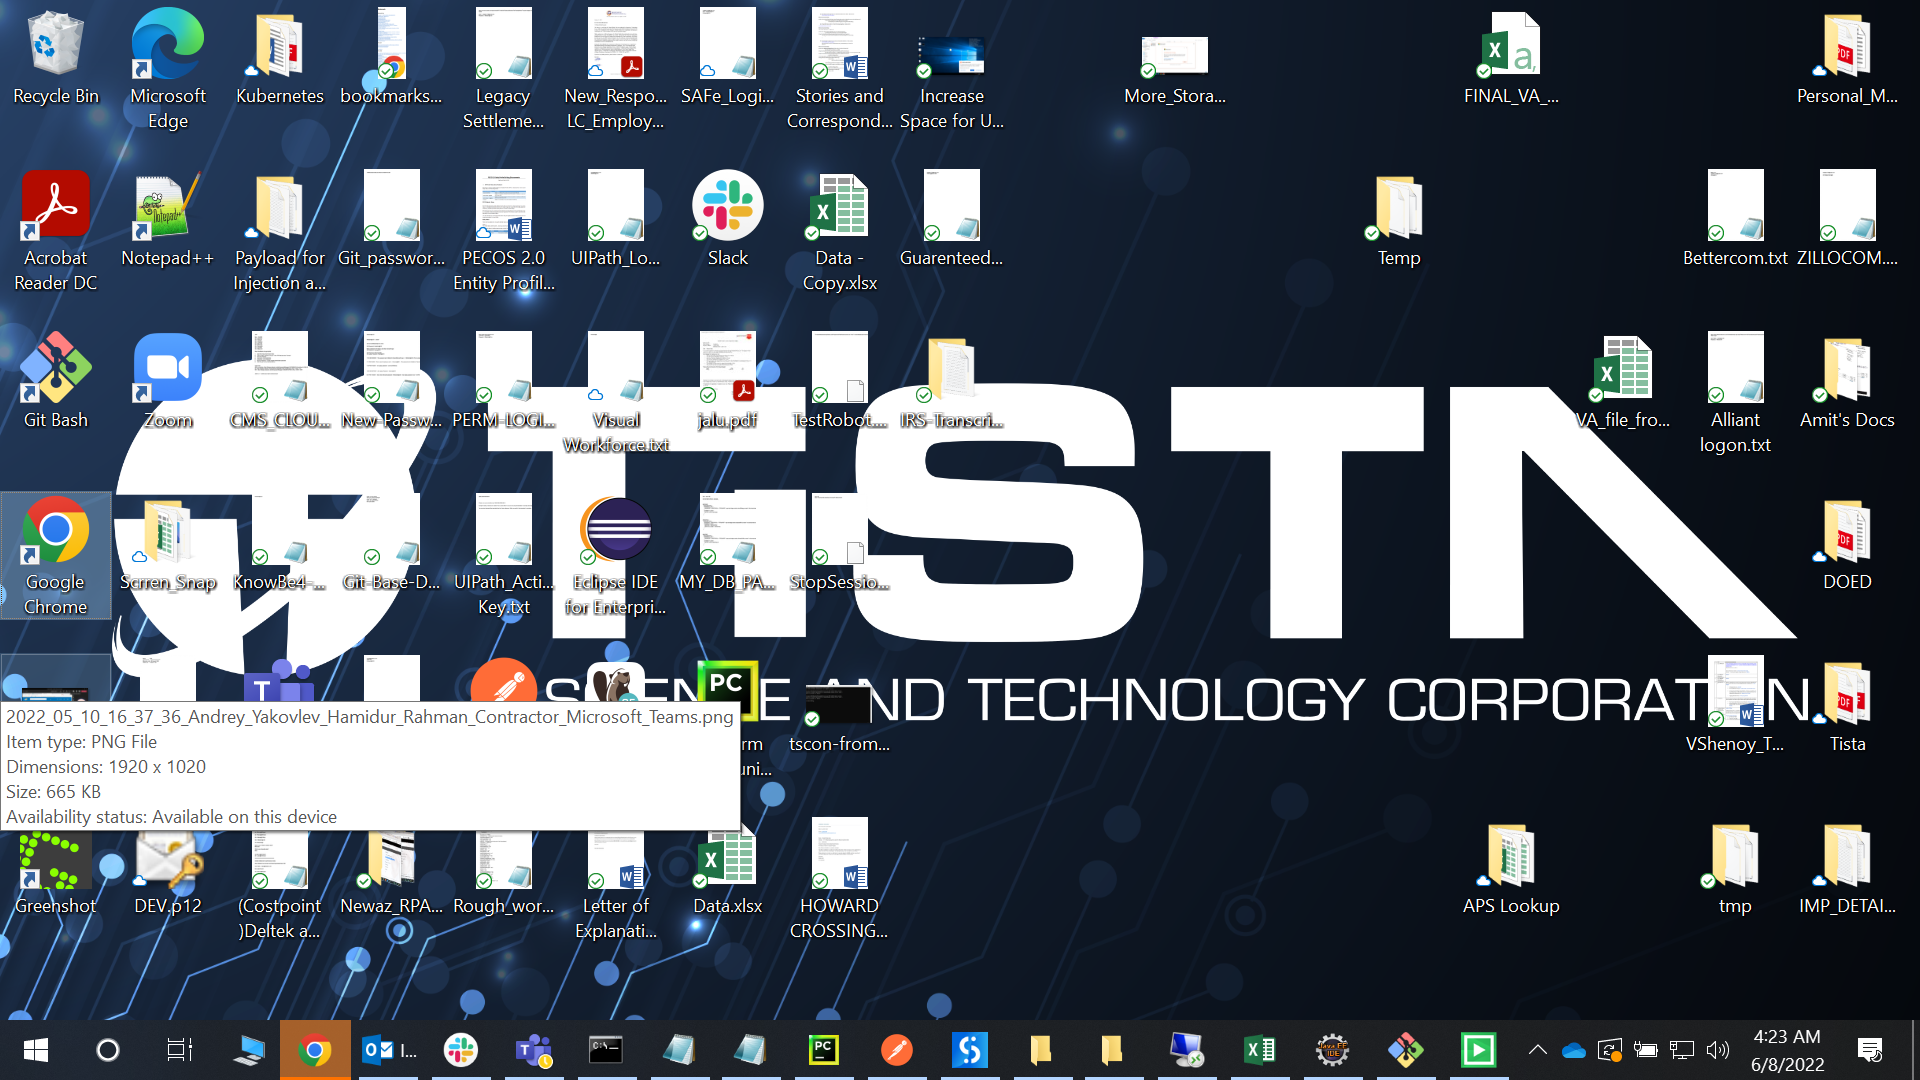 Recycle Bin
Microsoft
Edge
Kubernetes
bookmarks...
Legacy
Settleme...
New_Respo...
LC_Employ...
SAFe_Logi...
Stories and
Correspond...
Increase
Space for U...
More_Stora...
FINAL_VA_...
Personal_M...
Acrobat
Reader DC
Notepad++
Payload for
Injection a...
Git_passwor...
PECOS 2.0
Entity Profil...
UIPath_Lo...
Slack
Data -
Copy.xlsx
Guarenteed...
Temp
Bettercom.txt
ZILLOCOM....
Git Bash
Zoom
CMS_CLOU...
New-Passw...
PERM-LOGI...
Visual
Workforce.txt
jalu.pdf
TestRobot....
IRS-Transcri...
VA_file_fro...
Alliant
logon.txt
Amit's Docs
TiSTA
Google
Chrome
Scrren_Snap
KnowBe4-...
Git-Base-D...
UIPath_Acti...
Key.txt
Eclipse IDE
for Enterpri...
MY_DB_PA...
StopSessio...
DOED
AND TECHNOLOGY CORPORATION
2022_05_10_16_37_36_Andrey_Yakovlev_Hamidur_Rahman_Contractor_Microsoft_Teams.png
Item type: PNG File
Dimensions: 1920 x 1020
Size: 665 KB
Availability status: Available on this device
tscon-from...
VShenoy_T...
Tista
Greenshot
DEV.p12
(Costpoint
)Deltek a...
Newaz_RPA...
Rough_wor...
Letter of
Explanati...
Data.xlsx
HOWARD
CROSSING...
APS Lookup
tmp
IMP_DETAI...
I...
4:23 AM
6/8/2022